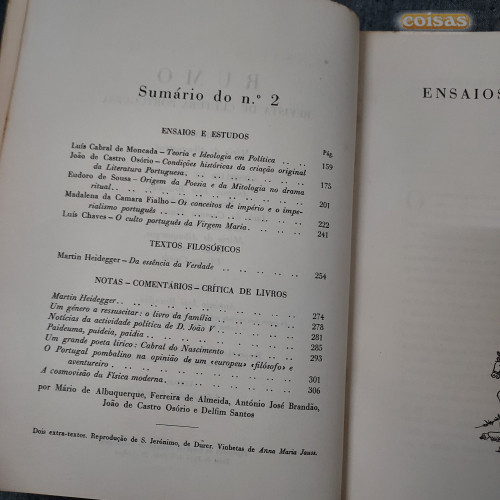 coisas
Sumário do n.º 2
ENSAIOS E ESTUDOS
Pág.
Luís Cabral de Moncada — Teoria e Ideologia em Política .. .. 159
João de Castro Osório — Condições históricas da criação original
da Literatura Portuguesa .. .. .. .. .. .. .. .. 175
Eudoro de Sousa — Origem da Poesia e da Mitologia no drama
ritual .. .. .. .. .. .. .. .. .. .. .. 201
Madalena da Camara Fialho — Os conceitos de império e o impe-
rialismo português .. .. .. .. .. .. .. .. 222
Luís Chaves — O culto português da Virgem Maria .. .. .. 241
TEXTOS FILOSÓFICOS
Martin Heidegger — Da essência da Verdade .. .. .. .. .. 254
NOTAS – COMENTÁRIOS – CRÍTICA DE LIVROS
Martin Heidegger .. .. .. .. .. .. .. .. .. .. 274
Um género a ressuscitar: o livro da família .. .. .. .. .. 278
Notícias da actividade política de D. João V .. .. .. .. .. 281
Paideuma, paideia, paidia .. .. .. .. .. .. .. .. 285
Um grande poeta lírico: Cabral do Nascimento .. .. .. .. 293
O Portugal pombalino na opinião de um «europeu» «filósofo» e
aventureiro .. .. .. .. .. .. .. .. .. .. 301
A cosmovisão da Física moderna .. .. .. .. .. .. .. 306
por Mário de Albuquerque, Ferreira de Almeida, António José Brandão,
João de Castro Osório e Delfim Santos
Dois extra-textos. Reprodução de S. Jerónimo, de Dürer. Vinhetas de Anna Maria Jauss.
ENSAIOS